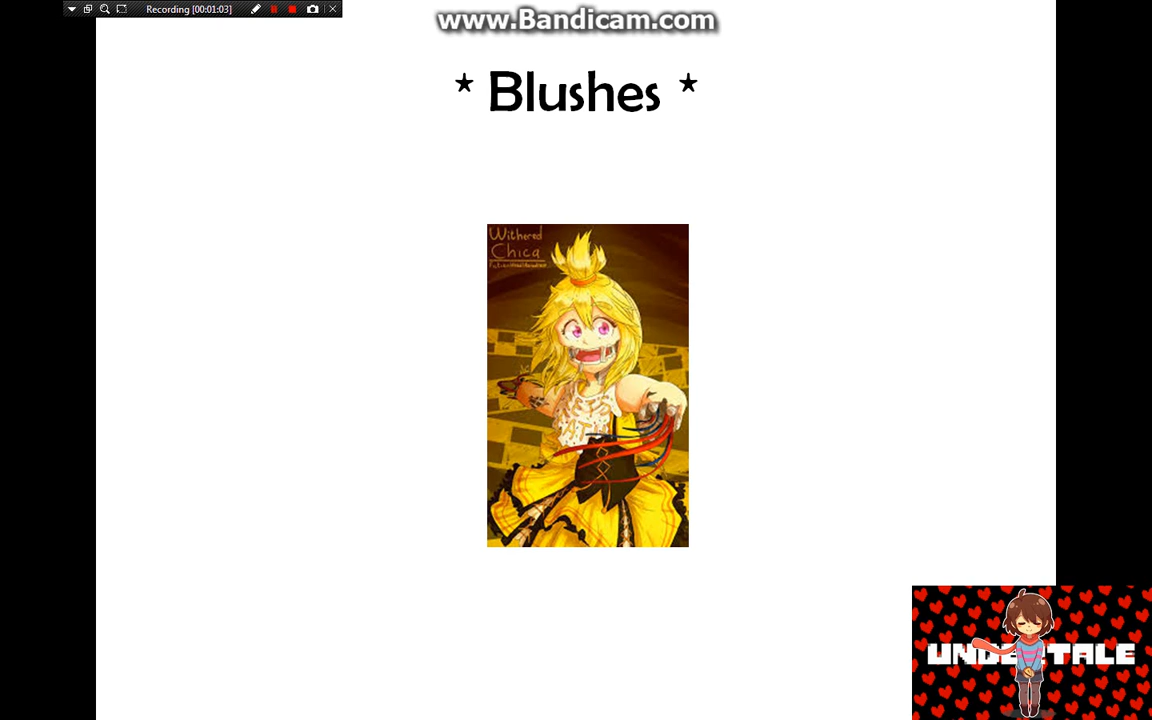 Recording [00:01:03]
www.Bandicam.com
* Blushes *
Withered
Chica
UNDERTALE